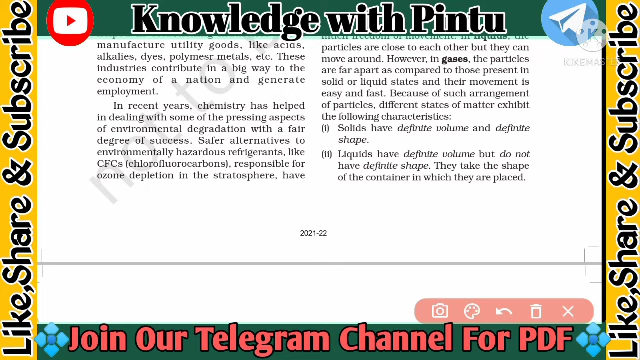 Knowledge with Pintu
Like,Share & Subscribe
manufacture utility goods, like acids,
alkalies, dyes, polymesr metals, etc. These
industries contribute in a big way to the
economy of a nation and generate
employment.
In recent years, chemistry has helped
in dealing with some of the pressing aspects
of environmental degradation with a fair
degree of success. Safer alternatives to
environmentally hazardous refrigerants, like
CFCs (chlorofluorocarbons), responsible for
ozone depletion in the stratosphere, have
much freedom of movement. In liquids, the
particles are close to each other but they can
move around. However, in gases, the particles
are far apart as compared to those present in
solid or liquid states and their movement is
easy and fast. Because of such arrangement
of particles, different states of matter exhibit
the following characteristics:
(i) Solids have definite volume and definite
shape.
(ii) Liquids have definite volume but do not
have definite shape. They take the shape
of the container in which they are placed.
2021-22
Like,Share & Subscribe
Join Our Telegram Channel For PDF